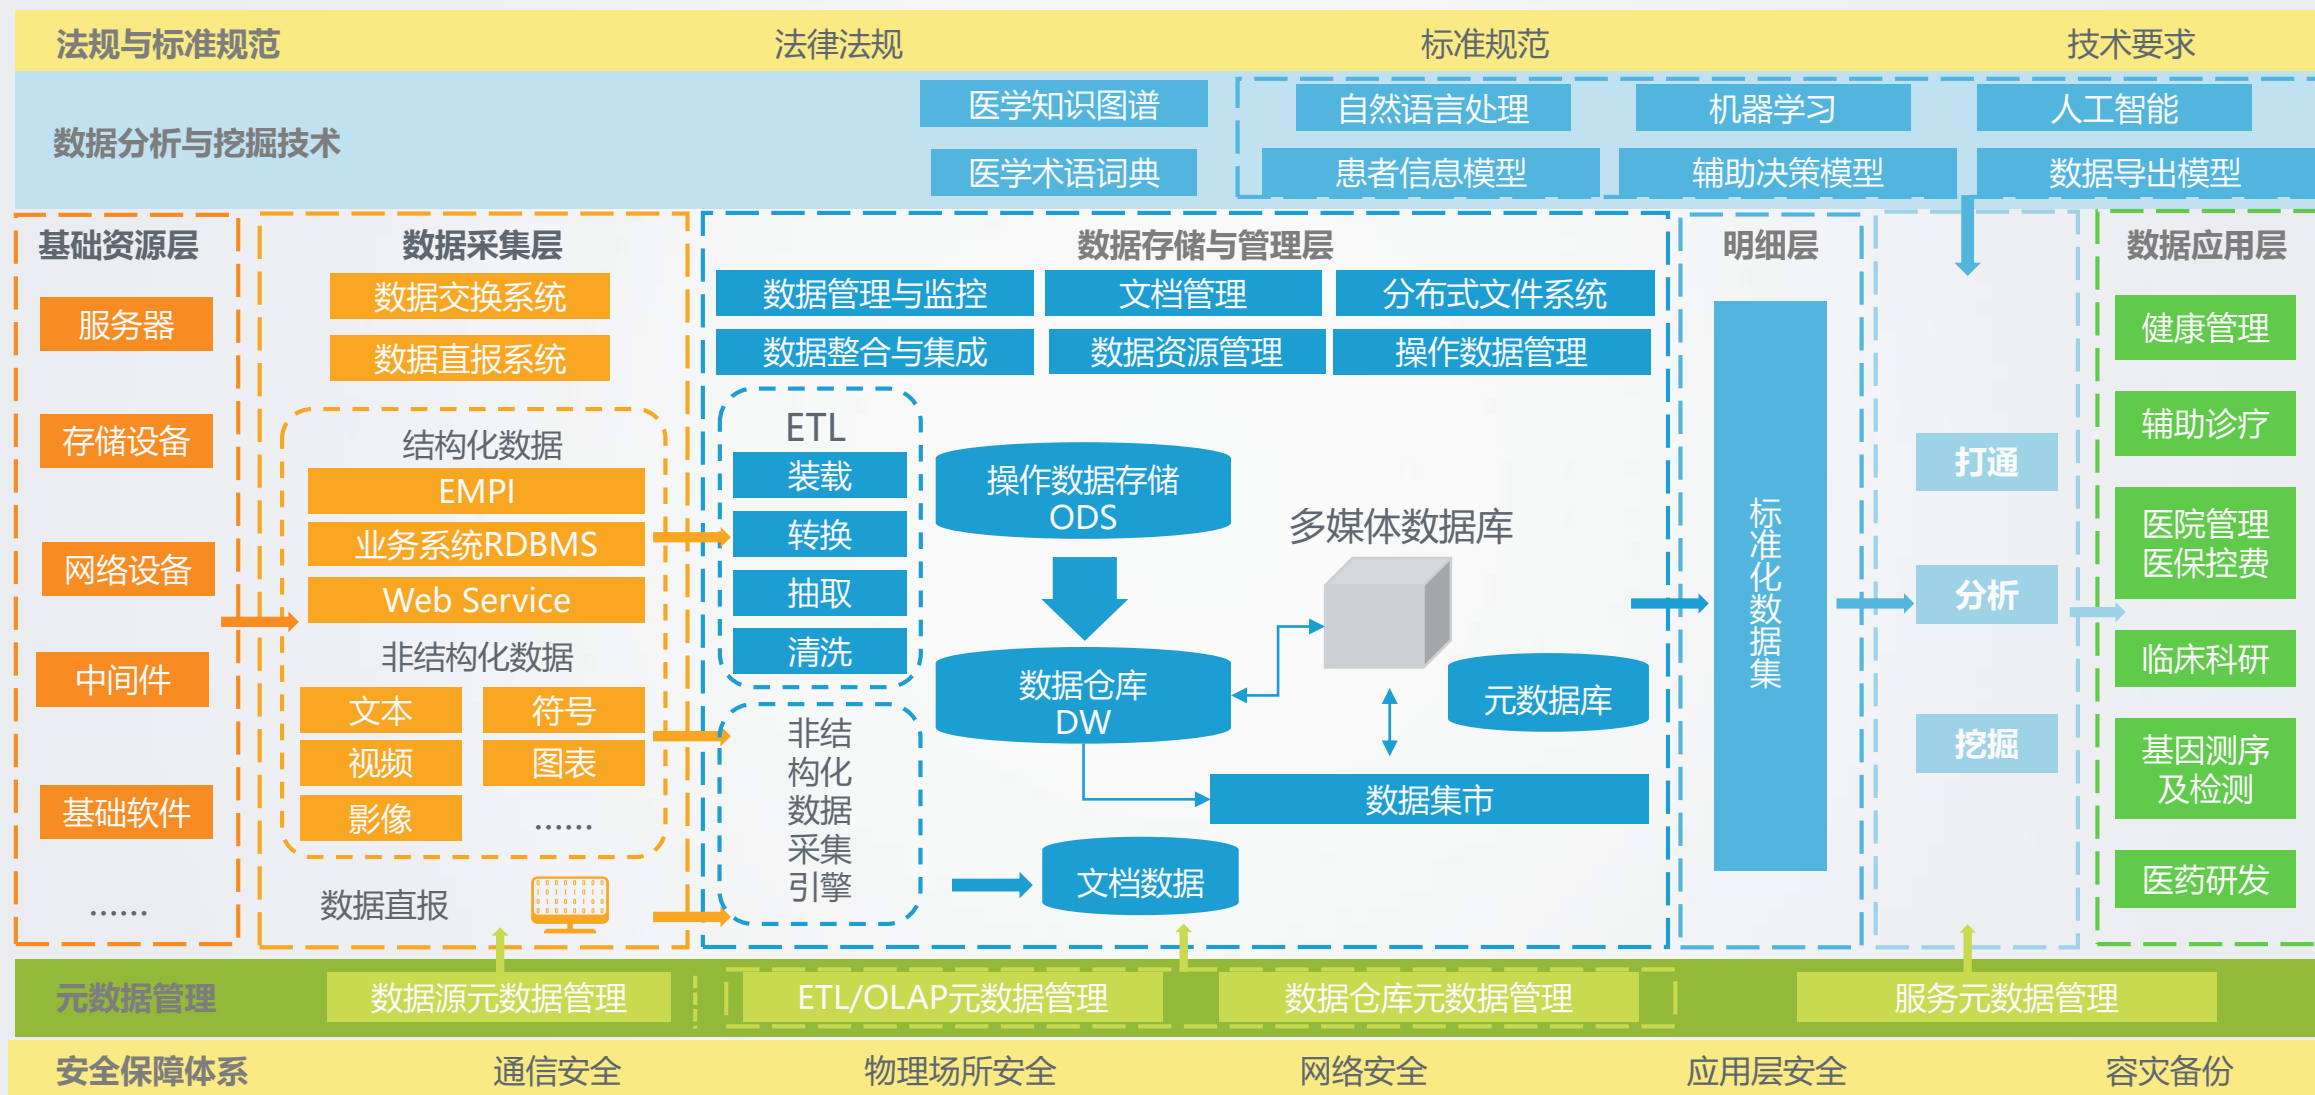 法规与标准规范
法律法规
标准规范
技术要求
数据分析与挖掘技术
医学知识图谱
自然语言处理
机器学习
人工智能
医学术语词典
患者信息模型
辅助决策模型
数据导出模型
基础资源层
服务器
存储设备
网络设备
中间件
基础软件
......
数据采集层
数据交换系统
数据直报系统
结构化数据
EMPI
业务系统RDBMS
Web Service
非结构化数据
文本
符号
视频
图表
影像
......
数据直报
数据存储与管理层
数据管理与监控
文档管理
分布式文件系统
数据整合与集成
数据资源管理
操作数据管理
ETL
装载
转换
抽取
清洗
非结
构化
数据
采集
引擎
操作数据存储
ODS
数据仓库
DW
多媒体数据库
元数据库
数据集市
文档数据
明细层
标准化数据集
打通
分析
挖掘
数据应用层
健康管理
辅助诊疗
医院管理
医保控费
临床科研
基因测序
及检测
医药研发
元数据管理
数据源元数据管理
ETL/OLAP元数据管理
数据仓库元数据管理
服务元数据管理
安全保障体系
通信安全
物理场所安全
网络安全
应用层安全
容灾备份